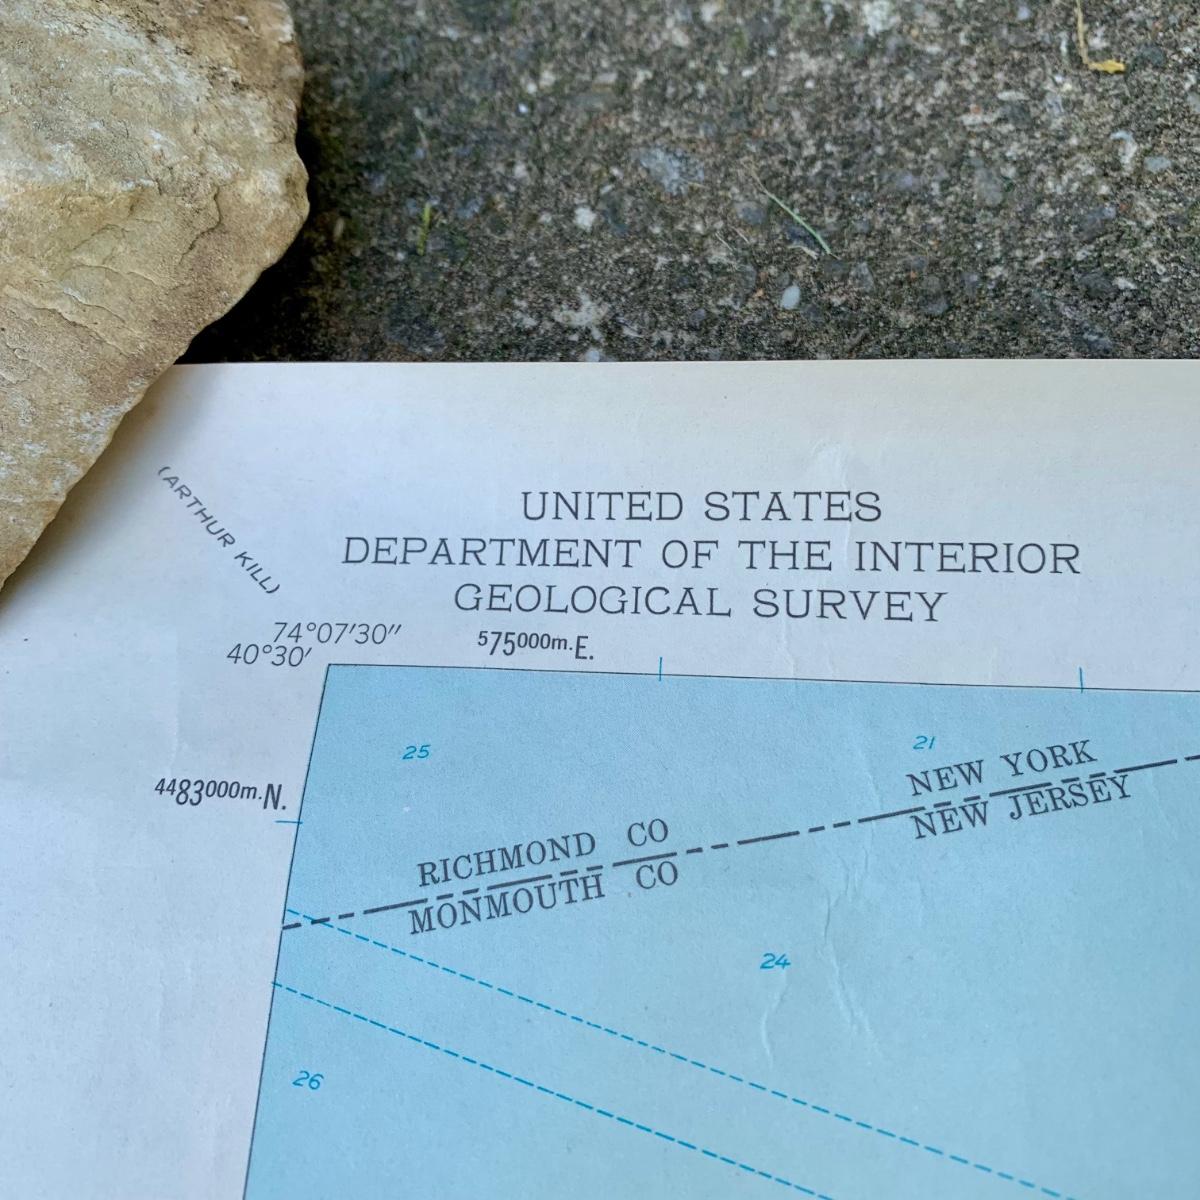 (ARTHUR KILL)
UNITED STATES
DEPARTMENT OF THE INTERIOR
GEOLOGICAL SURVEY
74°07'30"
575000m.E.
40°30'
25
21
NEW YORK
NEW JERSEY
4483000m.N.
RICHMOND CO
MONMOUTH CO
24
26